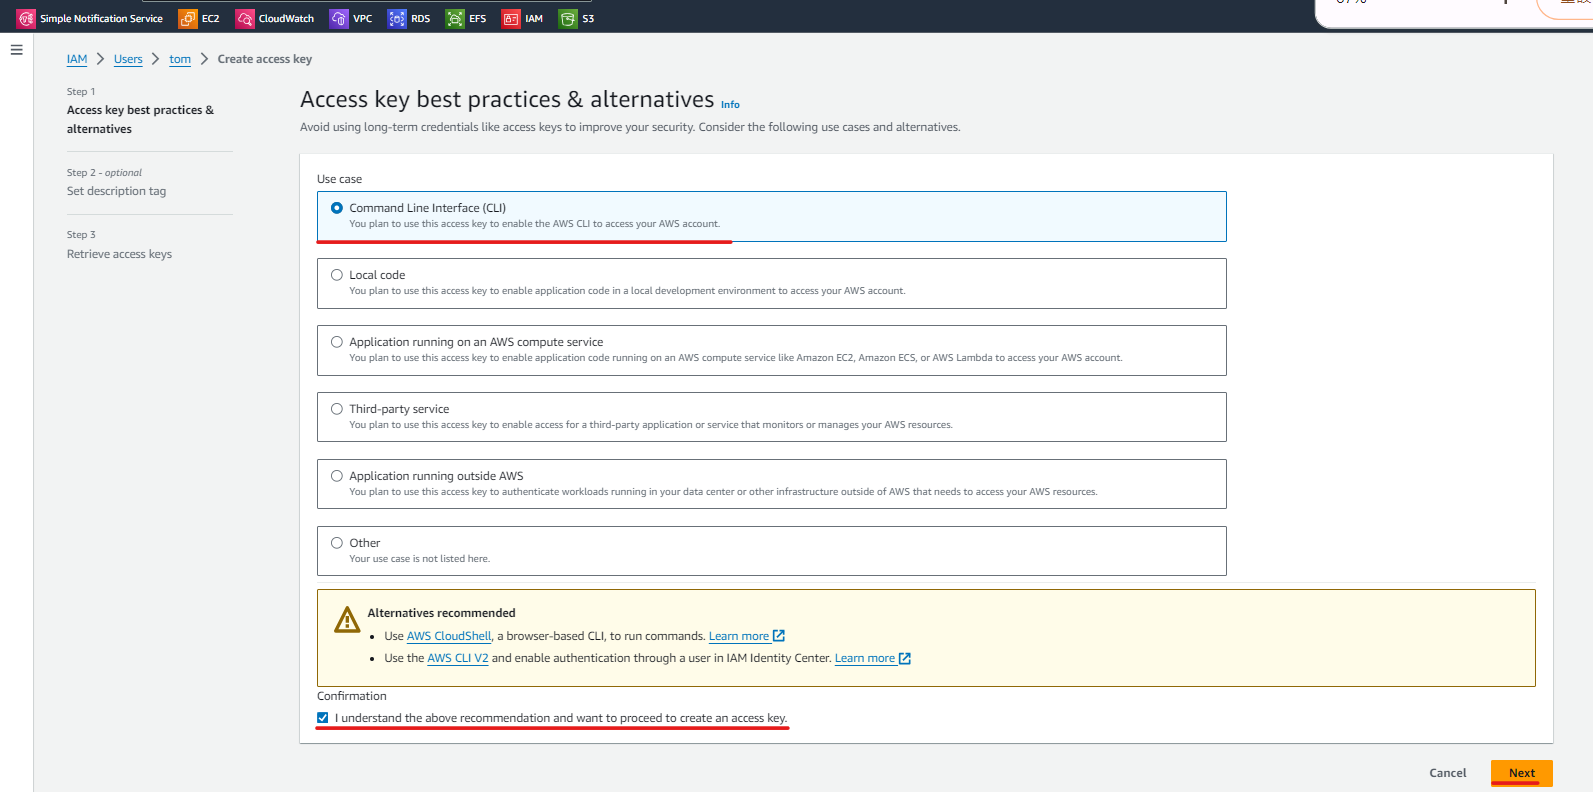 Simple Notification Service EC2 CloudWatch VPC RDS EFS IAM S3
IAM > Users > tom > Create access key
Step 1
Access key best practices &
alternatives
Step 2 - optional
Set description tag
Step 3
Retrieve access keys
Access key best practices & alternatives Info
Avoid using long-term credentials like access keys to improve your security. Consider the following use cases and alternatives.
Use case
Command Line Interface (CLI)
You plan to use this access key to enable the AWS CLI to access your AWS account.
Local code
You plan to use this access key to enable application code in a local development environment to access your AWS account.
Application running on an AWS compute service
You plan to use this access key to enable application code running on an AWS compute service like Amazon EC2, Amazon ECS, or AWS Lambda to access your AWS account.
Third-party service
You plan to use this access key to enable access for a third-party application or service that monitors or manages your AWS resources.
Application running outside AWS
You plan to use this access key to authenticate workloads running in your data center or other infrastructure outside of AWS that needs to access your AWS resources.
Other
Your use case is not listed here.
Alternatives recommended
• Use AWS CloudShell, a browser-based CLI, to run commands. Learn more
• Use the AWS CLI V2 and enable authentication through a user in IAM Identity Center. Learn more
Confirmation
I understand the above recommendation and want to proceed to create an access key.
Cancel Next